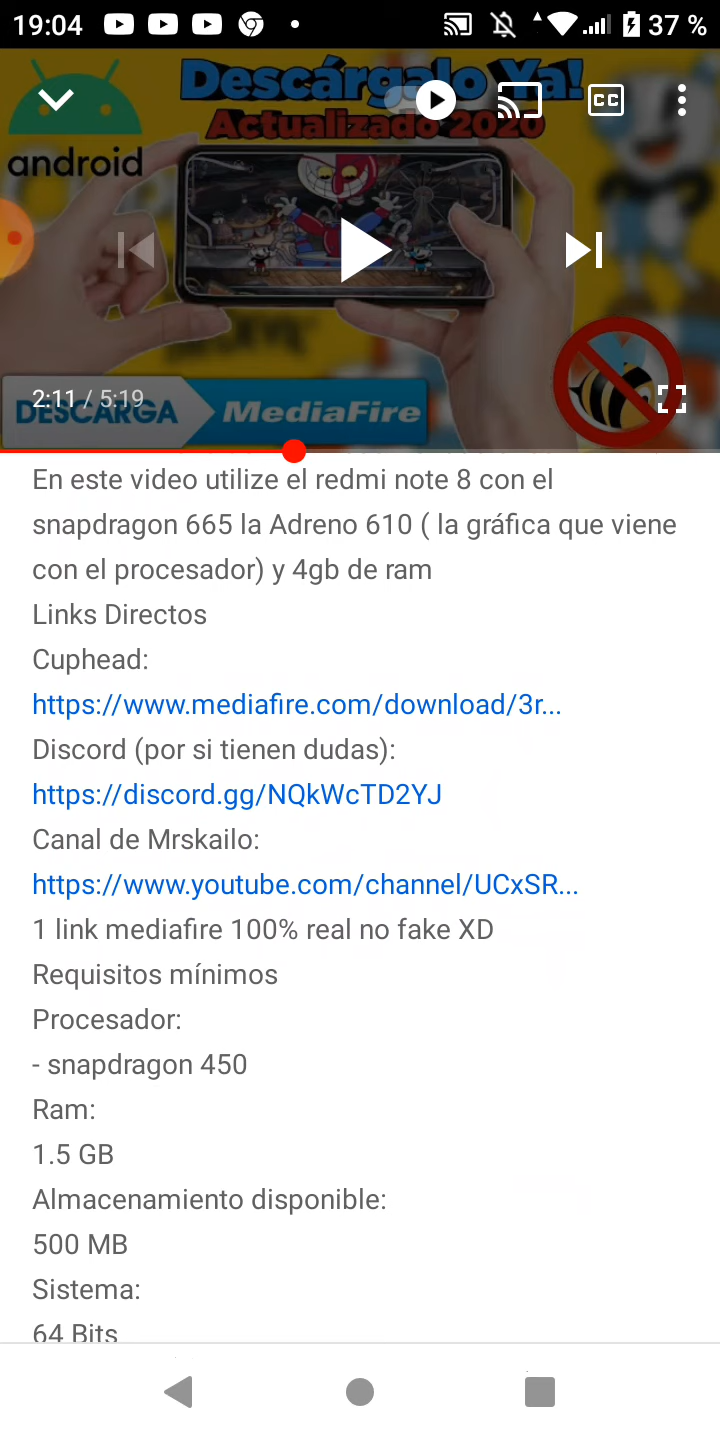 19:04
37 %
Descárgalo Ya!
Actualizado 2020
CC
android
2:11 / 5:19
DESCARGA
MediaFire
En este video utilize el redmi note 8 con el
snapdragon 665 la Adreno 610 ( la gráfica que viene
con el procesador) y 4gb de ram
Links Directos
Cuphead:
https://www.mediafire.com/download/3r...
Discord (por si tienen dudas):
https://discord.gg/NQkWcTD2YJ
Canal de Mrskailo:
https://www.youtube.com/channel/UCxSR...
1 link mediafire 100% real no fake XD
Requisitos mínimos
Procesador:
- snapdragon 450
Ram:
1.5 GB
Almacenamiento disponible:
500 MB
Sistema:
64 Bits